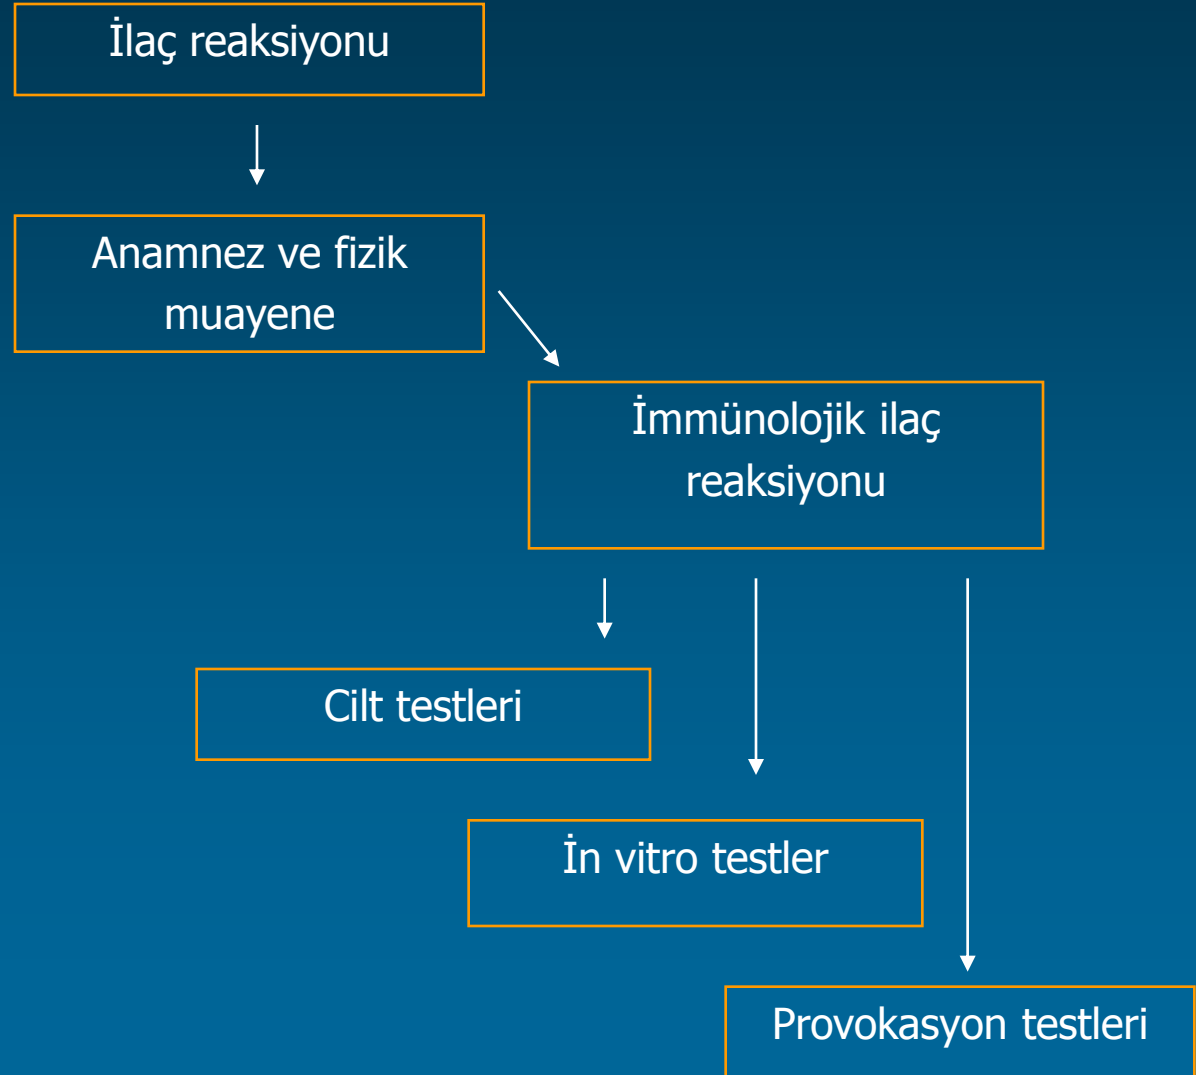 İlaç reaksiyonu
Anamnez ve fizik
muayene
İmmünolojik ilaç
reaksiyonu
Cilt testleri
İn vitro testler
Provokasyon testleri